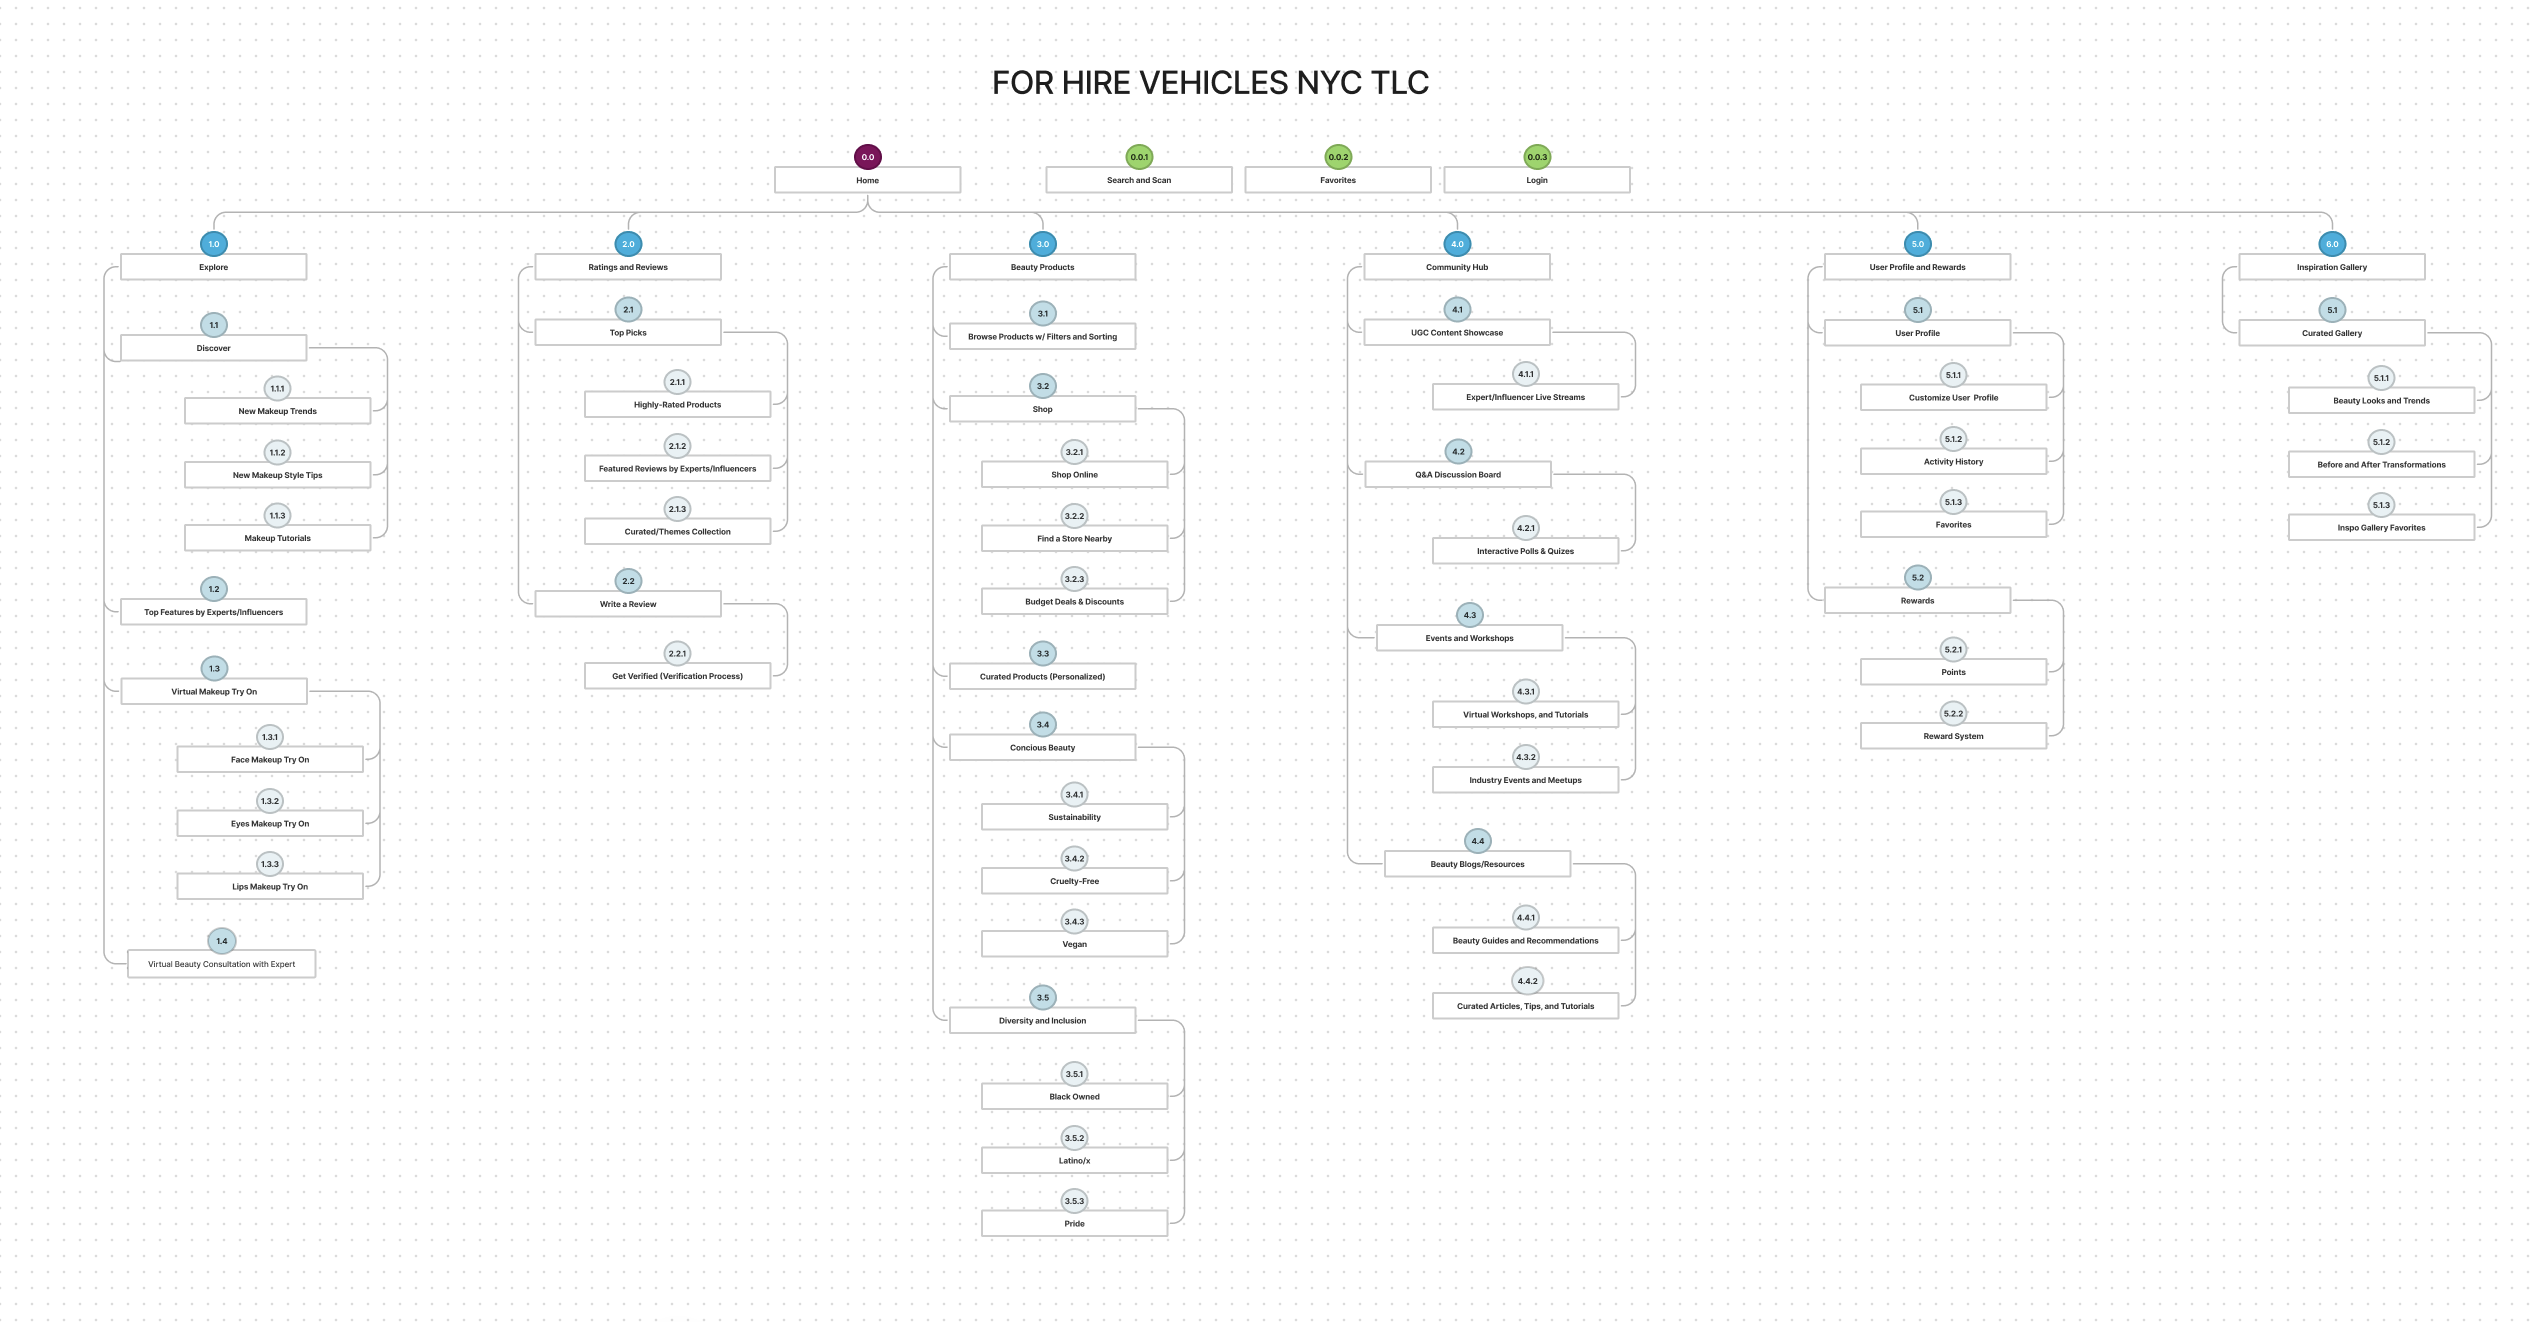 FOR HIRE VEHICLES NYC TLC
0.0
Home
0.0.1
Search and Scan
0.0.2
Favorites
0.0.3
Login
1.0
Explore
1.1
Discover
1.1.1
New Makeup Trends
1.1.2
New Makeup Style Tips
1.1.3
Makeup Tutorials
1.2
Top Features by Experts/Influencers
1.3
Virtual Makeup Try On
1.3.1
Face Makeup Try On
1.3.2
Eyes Makeup Try On
1.3.3
Lips Makeup Try On
1.4
Virtual Beauty Consultation with Expert
2.0
Ratings and Reviews
2.1
Top Picks
2.1.1
Highly-Rated Products
2.1.2
Featured Reviews by Experts/Influencers
2.1.3
Curated/Themes Collection
2.2
Write a Review
2.2.1
Get Verified (Verification Process)
3.0
Beauty Products
3.1
Browse Products w/ Filters and Sorting
3.2
Shop
3.2.1
Shop Online
3.2.2
Find a Store Nearby
3.2.3
Budget Deals & Discounts
3.3
Curated Products (Personalized)
3.4
Concious Beauty
3.4.1
Sustainability
3.4.2
Cruelty-Free
3.4.3
Vegan
3.5
Diversity and Inclusion
3.5.1
Black Owned
3.5.2
Latino/x
3.5.3
Pride
4.0
Community Hub
4.1
UGC Content Showcase
4.1.1
Expert/Influencer Live Streams
4.2
Q&A Discussion Board
4.2.1
Interactive Polls & Quizes
4.3
Events and Workshops
4.3.1
Virtual Workshops, and Tutorials
4.3.2
Industry Events and Meetups
4.4
Beauty Blogs/Resources
4.4.1
Beauty Guides and Recommendations
4.4.2
Curated Articles, Tips, and Tutorials
5.0
User Profile and Rewards
5.1
User Profile
5.1.1
Customize User Profile
5.1.2
Activity History
5.1.3
Favorites
5.2
Rewards
5.2.1
Points
5.2.2
Reward System
6.0
Inspiration Gallery
5.1
Curated Gallery
5.1.1
Beauty Looks and Trends
5.1.2
Before and After Transformations
5.1.3
Inspo Gallery Favorites